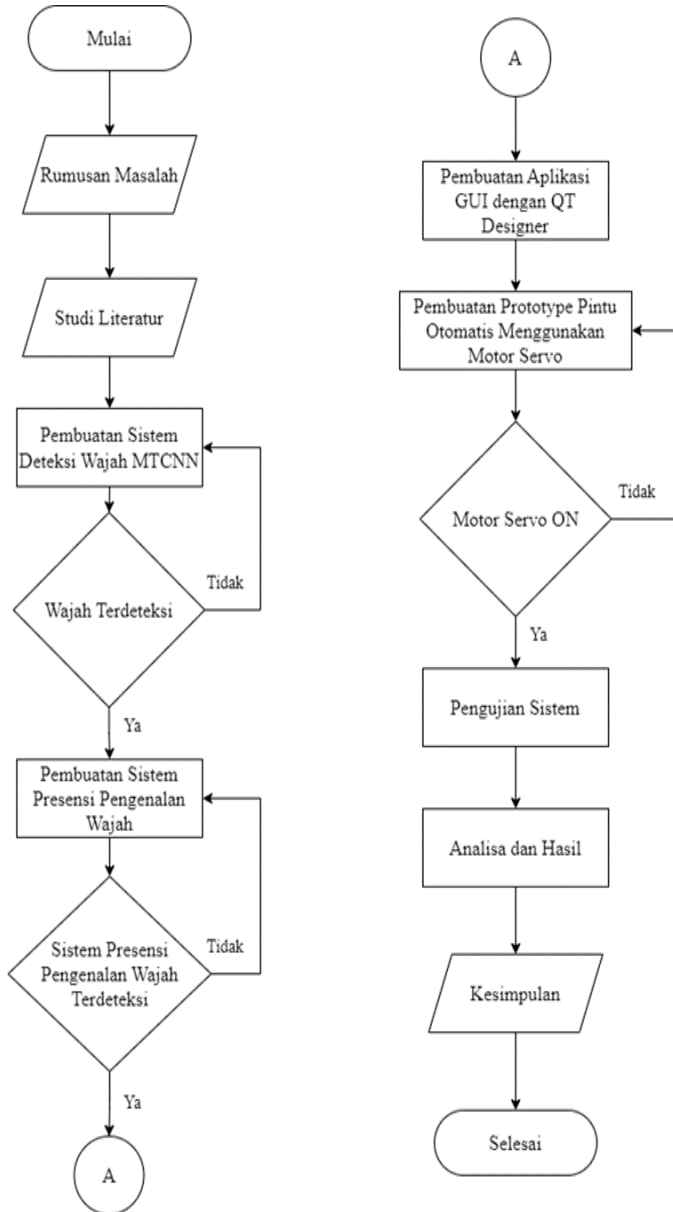 Mulai
Rumusan Masalah
Studi Literatur
Pembuatan Sistem
Deteksi Wajah MTCNN
Tidak
Wajah Terdeteksi
Ya
Pembuatan Sistem
Presensi Pengenalan
Wajah
Tidak
Sistem Presensi
Pengenalan Wajah
Terdeteksi
Ya
A
A
Pembuatan Aplikasi
GUI dengan QT
Designer
Pembuatan Prototype Pintu
Otomatis Menggunakan
Motor Servo
Tidak
Motor Servo ON
Ya
Pengujian Sistem
Analisa dan Hasil
Kesimpulan
Selesai